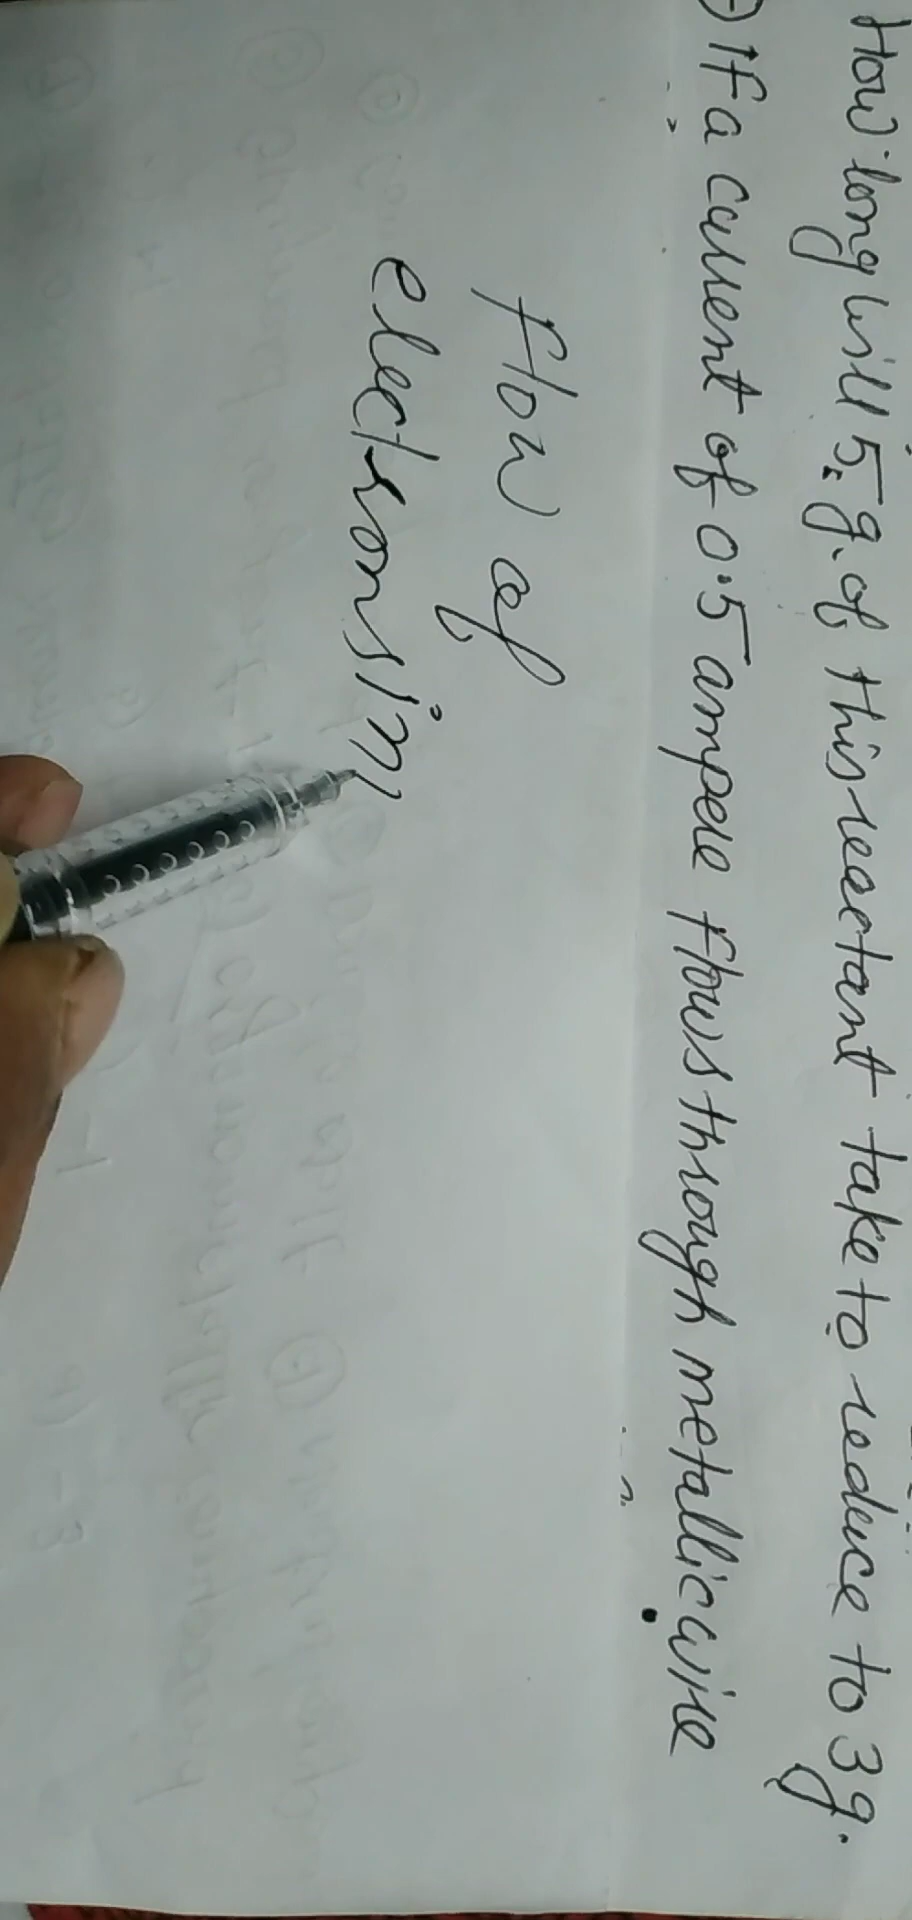 How long will 5 g. of this reactant take to reduce to 3 g.
If a current of 0.5 ampere flows through metallic wire
flow of
electrons in